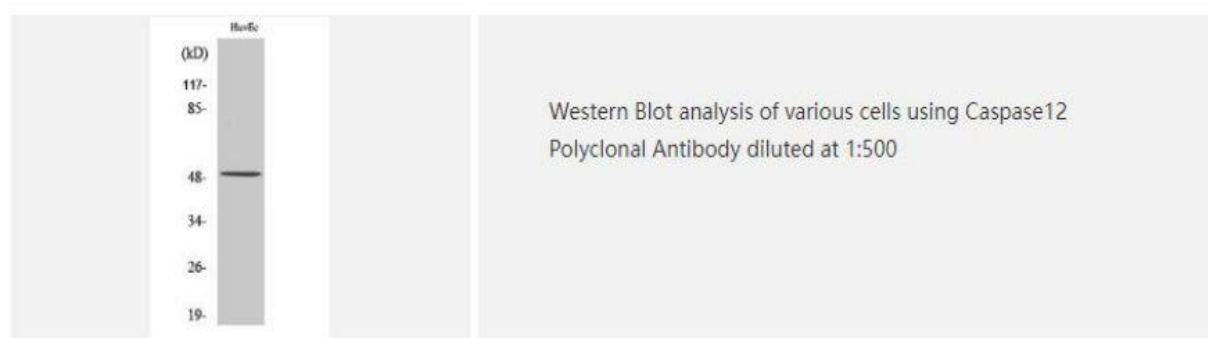 HuvEc
(kD)
117-
85-
48-
34-
26-
19-
Western Blot analysis of various cells using Caspase12
Polyclonal Antibody diluted at 1:500